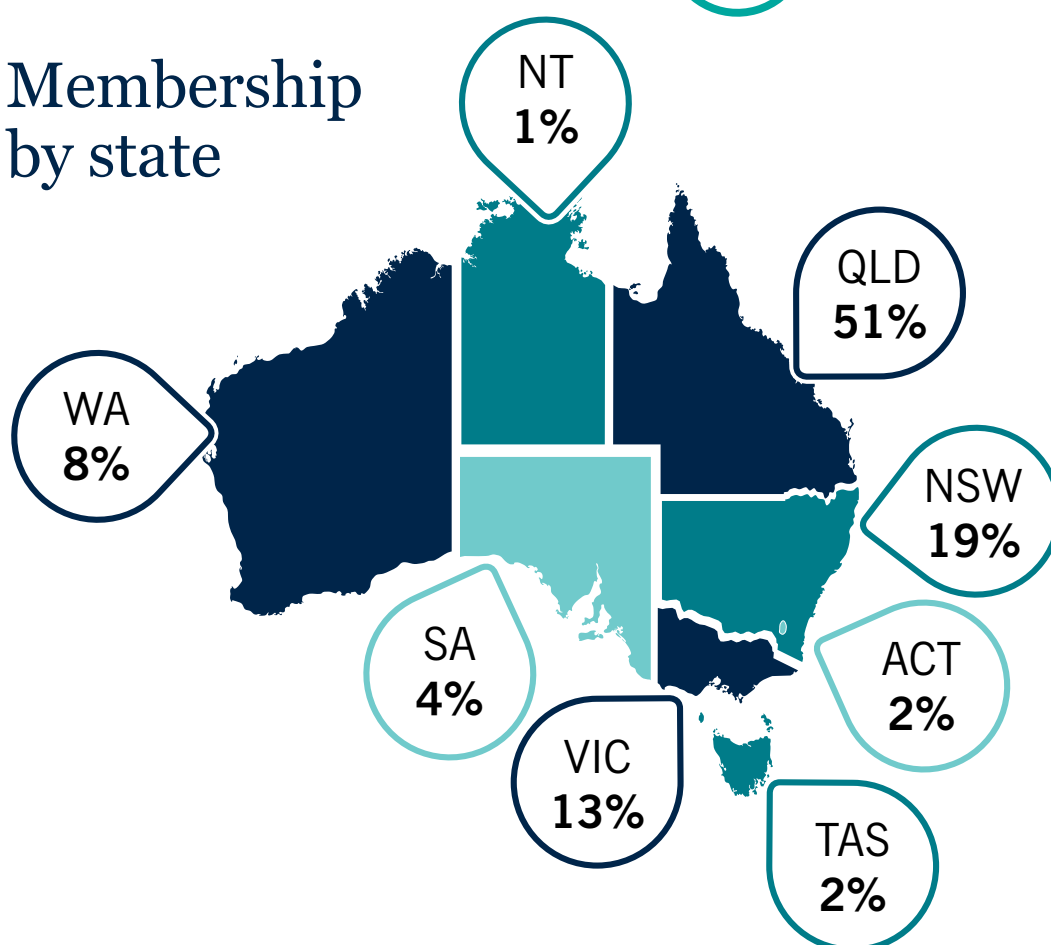 Membership
by state
NT
1%
QLD
51%
WA
8%
NSW
19%
SA
4%
ACT
2%
VIC
13%
TAS
2%